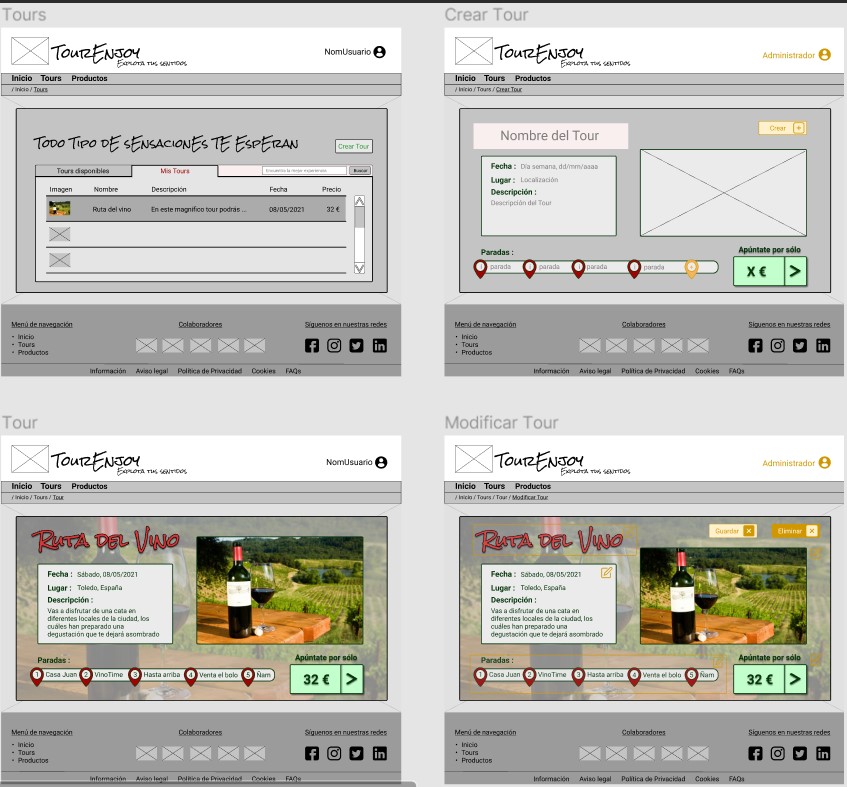 Tours
TourEnjoy
Explota tus sentidos
NomUsuario
Inicio Tours Productos
/ Inicio / Tours
Todo tipo de sensaciones te esperan
Crear Tour
Tours disponibles Mis Tours Encuentra la mejor experiencia Buscar
Imagen Nombre Descripción Fecha Precio
Ruta del vino En este magnífico tour podrás ... 08/05/2021 32 €
Menú de navegación Colaboradores Síguenos en nuestras redes
• Inicio
• Tours
• Productos
Información Aviso legal Política de Privacidad Cookies FAQs
Crear Tour
TourEnjoy
Explota tus sentidos
Administrador
Inicio Tours Productos
/ Inicio / Tours / Crear Tour
Nombre del Tour
Crear +
Fecha : Día semana, dd/mm/aaaa
Lugar : Localización
Descripción :
Descripción del Tour
Paradas :
parada parada parada parada
Apúntate por sólo
X € >
Menú de navegación Colaboradores Síguenos en nuestras redes
• Inicio
• Tours
• Productos
Información Aviso legal Política de Privacidad Cookies FAQs
Tour
TourEnjoy
Explota tus sentidos
NomUsuario
Inicio Tours Productos
/ Inicio / Tours / Tour
Ruta del Vino
Fecha : Sábado, 08/05/2021
Lugar : Toledo, España
Descripción :
Vas a disfrutar de una cata en
diferentes locales de la ciudad, los
cuáles han preparado una
degustación que te dejará asombrado
Paradas :
1 Casa Juan 2 VinoTime 3 Hasta arriba 4 Venta el bolo 5 Ñam
Apúntate por sólo
32 € >
Menú de navegación Colaboradores Síguenos en nuestras redes
• Inicio
• Tours
• Productos
Información Aviso legal Política de Privacidad Cookies FAQs
Modificar Tour
TourEnjoy
Explota tus sentidos
Administrador
Inicio Tours Productos
/ Inicio / Tours / Tour / Modificar Tour
Ruta del Vino
Guardar Eliminar
Fecha : Sábado, 08/05/2021
Lugar : Toledo, España
Descripción :
Vas a disfrutar de una cata en
diferentes locales de la ciudad, los
cuáles han preparado una
degustación que te dejará asombrado
Paradas :
1 Casa Juan 2 VinoTime 3 Hasta arriba 4 Venta el bolo 5 Ñam
Apúntate por sólo
32 € >
Menú de navegación Colaboradores Síguenos en nuestras redes
• Inicio
• Tours
• Productos
Información Aviso legal Política de Privacidad Cookies FAQs